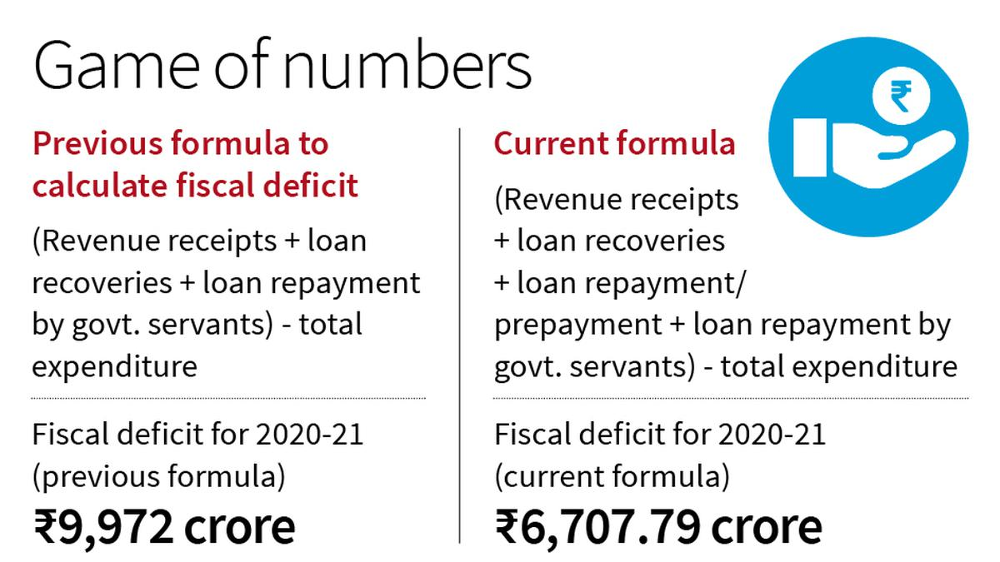 Game of numbers
Previous formula to
calculate fiscal deficit
(Revenue receipts + loan
recoveries + loan repayment
by govt. servants) - total
expenditure
Fiscal deficit for 2020-21
(previous formula)
₹9,972 crore
Current formula
(Revenue receipts
+ loan recoveries
+ loan repayment/
prepayment + loan repayment by
govt. servants) - total expenditure
Fiscal deficit for 2020-21
(current formula)
₹6,707.79 crore
₹